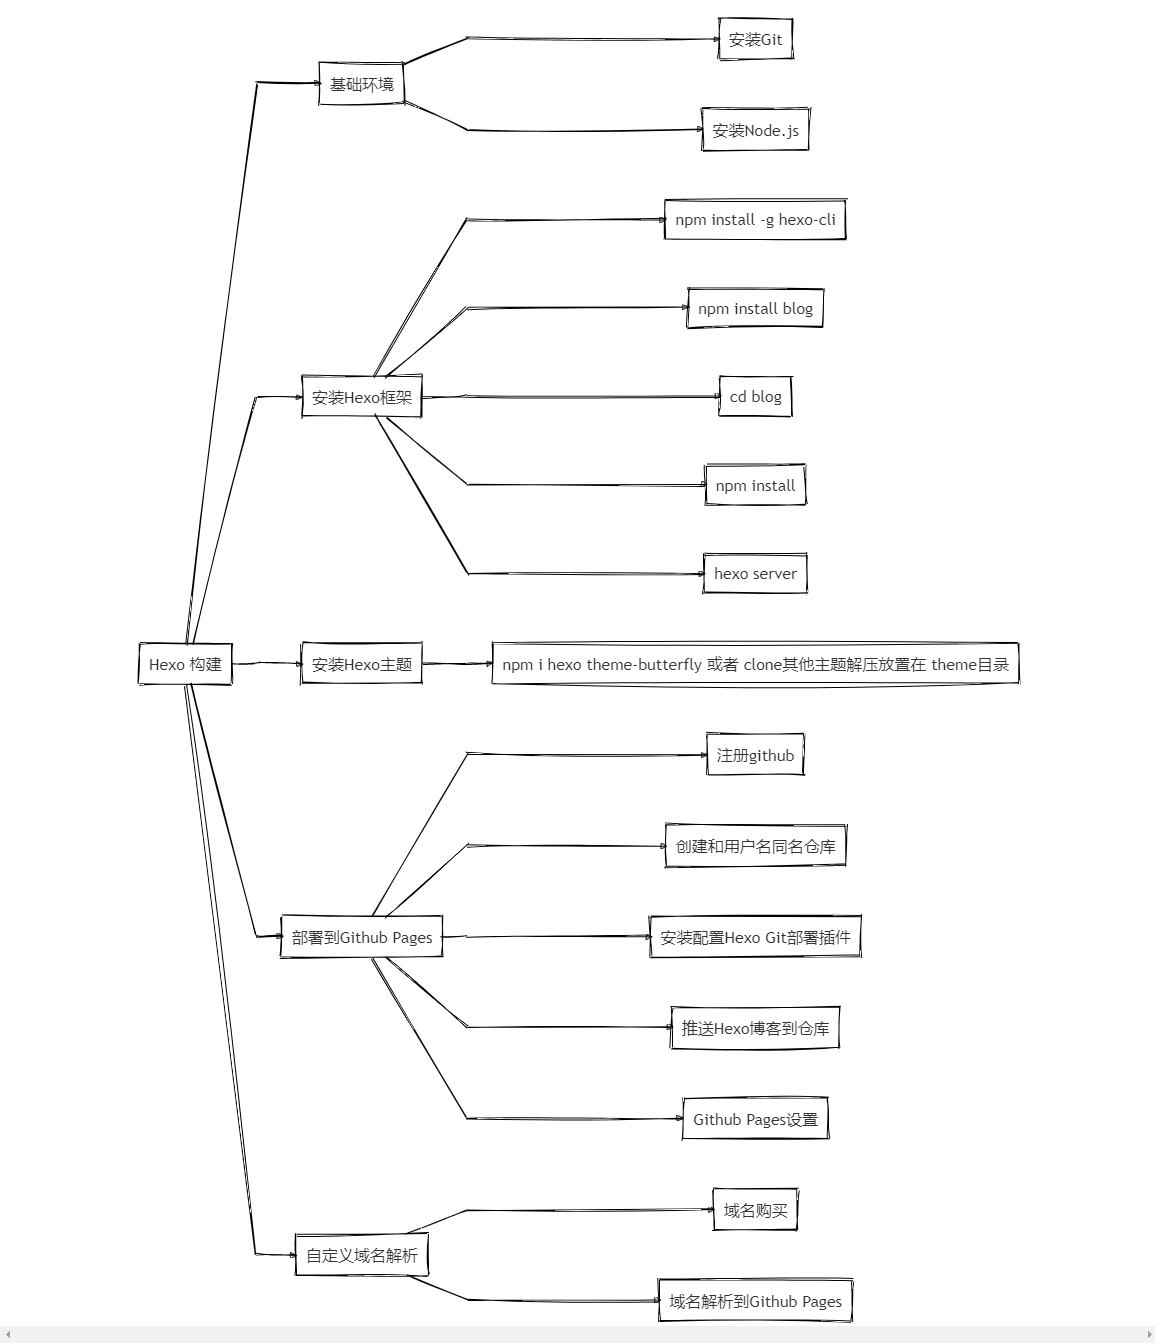 安装Git
基础环境
安装Node.js
npm install -g hexo-cli
npm install blog
安装Hexo框架
cd blog
npm install
hexo server
Hexo 构建
安装Hexo主题
npm i hexo theme-butterfly 或者 clone其他主题解压放置在 theme目录
注册github
创建和用户名同名仓库
部署到Github Pages
安装配置Hexo Git部署插件
推送Hexo博客到仓库
Github Pages设置
域名购买
自定义域名解析
域名解析到Github Pages